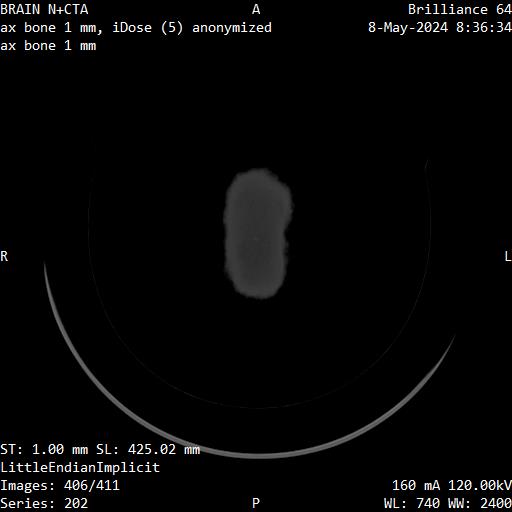 BRAIN N+CTA
ax bone 1 mm, iDose (5) anonymized
ax bone 1 mm
A
Brilliance 64
8-May-2024 8:36:34
R
L
ST: 1.00 mm SL: 425.02 mm
LittleEndianImplicit
Images: 406/411
Series: 202
P
160 mA 120.00kV
WL: 740 WW: 2400